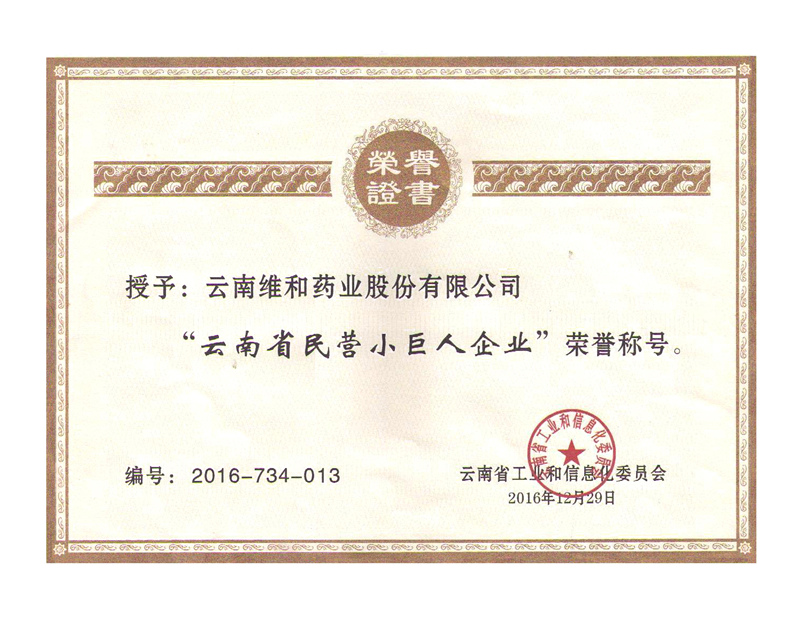 榮譽
證書
授予：云南维和药业股份有限公司
“云南省民营小巨人企业”荣誉称号。
编号：2016-734-013
云南省工业和信息化委员会
2016年12月29日
云南省工业和信息化委员会